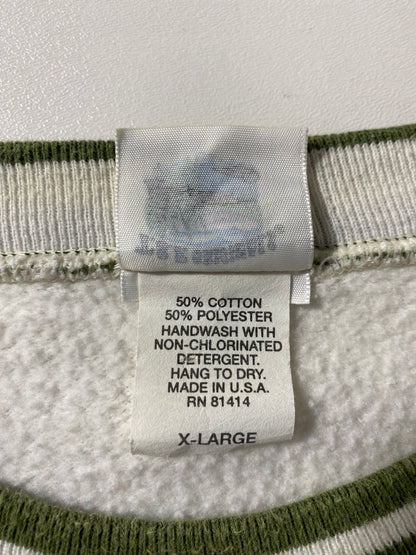 50% COTTON
50% POLYESTER
HANDWASH WITH
NON-CHLORINATED
DETERGENT.
HANG TO DRY.
MADE IN U.S.A.
RN 81414
X-LARGE